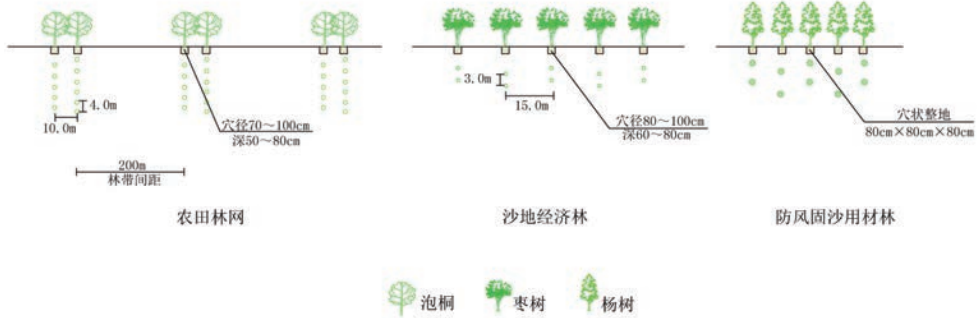 4.0m
10.0m
穴径70～100cm
深50～80cm
200m
林带间距
农田林网
3.0m
15.0m
穴径80～100cm
深60～80cm
沙地经济林
穴状整地
80cm×80cm×80cm
防风固沙用材林
泡桐
枣树
杨树